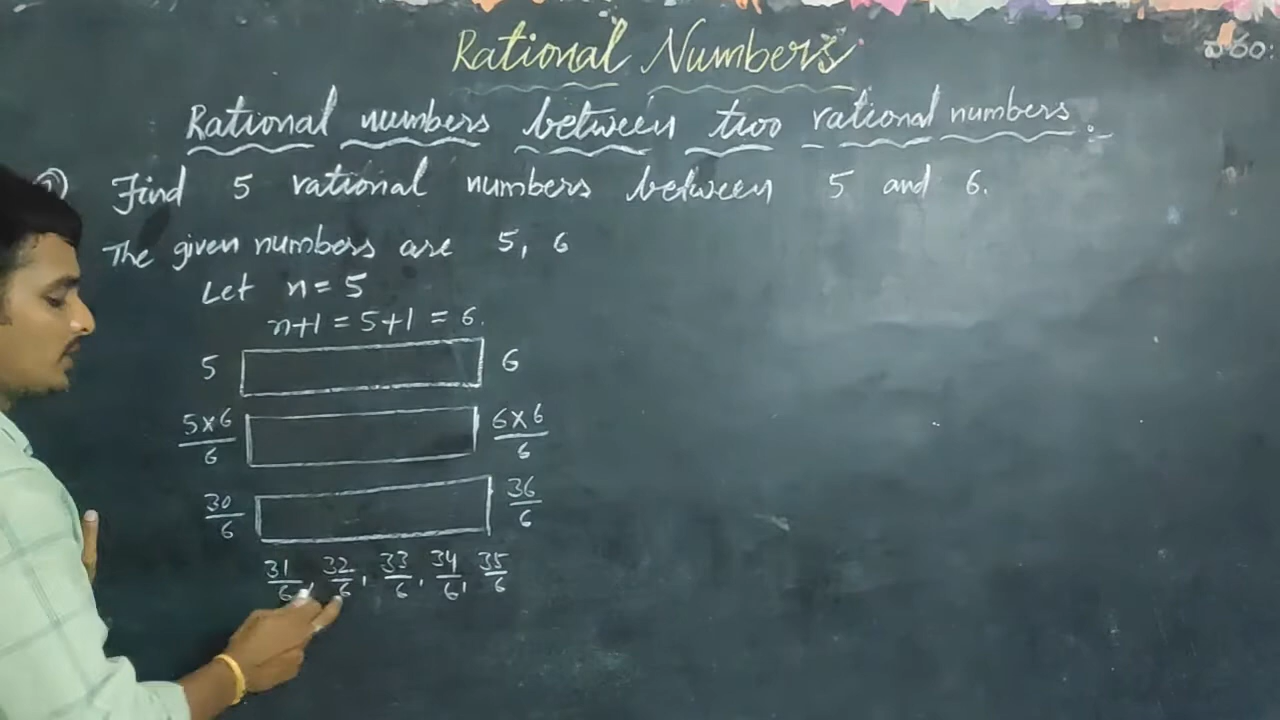 Rational Numbers
వరం:
Rational numbers between two rational numbers :-
Find 5 rational numbers between 5 and 6.
The given numbers are 5, 6
Let n = 5
n+1 = 5+1 = 6.
5 6
5×6/6 6×6/6
30/6 36/6
31/6, 32/6, 33/6, 34/6, 35/6